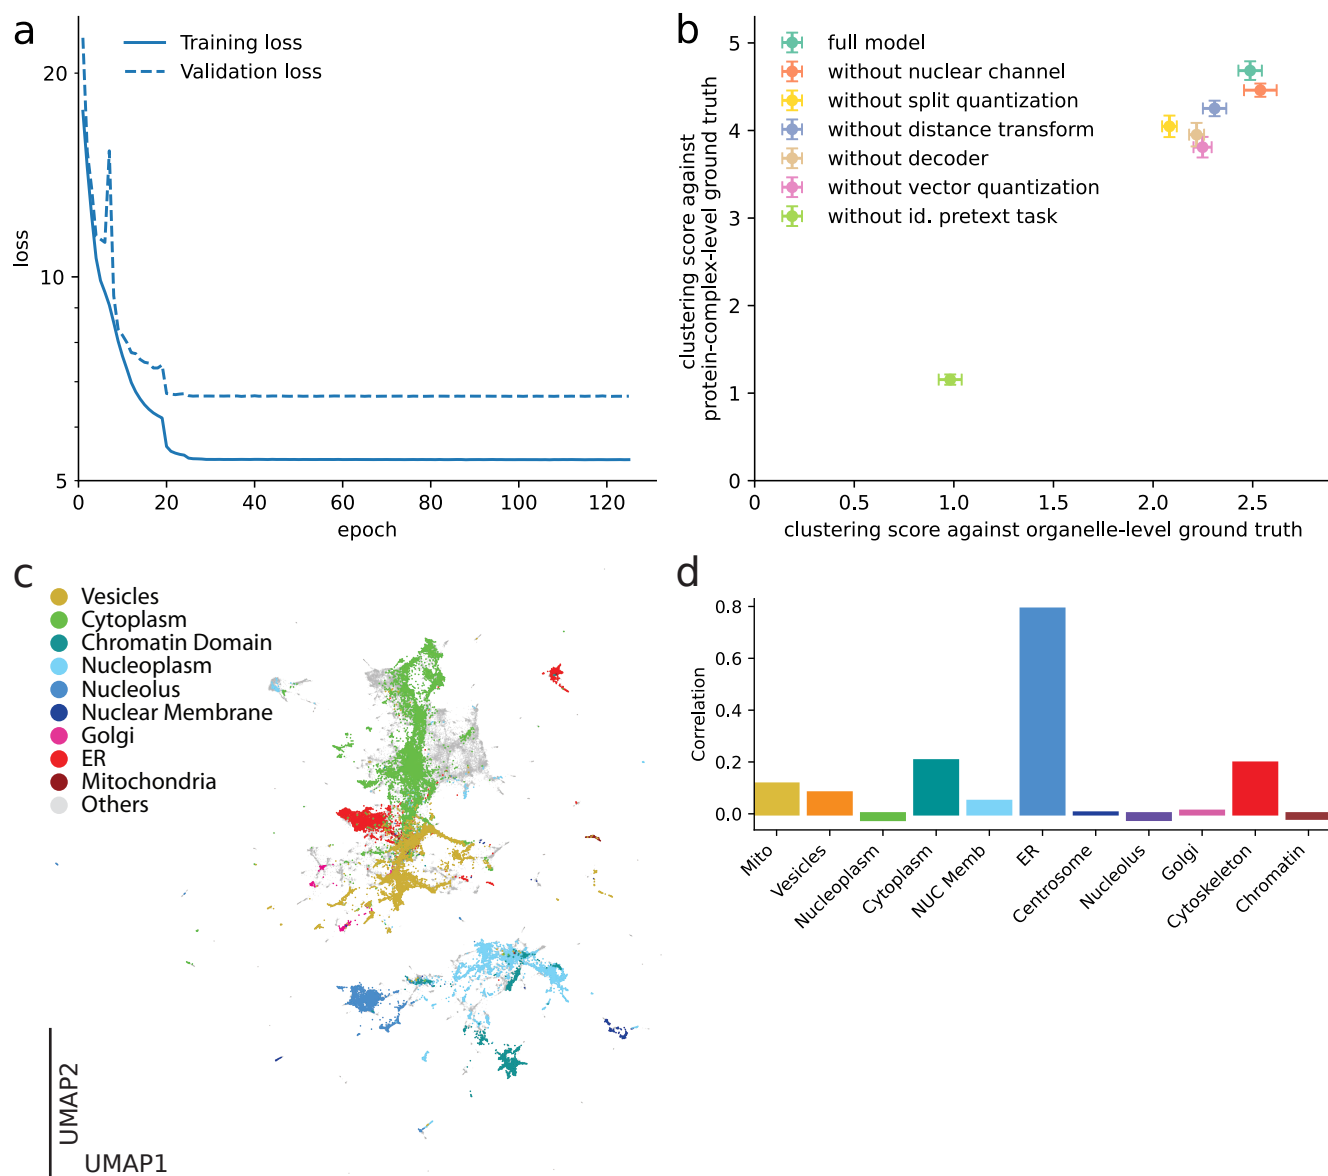 a
Training loss
Validation loss
20
10
5
loss
0
20
40
60
80
100
120
epoch
b
full model
without nuclear channel
without split quantization
without distance transform
without decoder
without vector quantization
without id. pretext task
5
4
3
2
1
0
clustering score against
protein-complex-level ground truth
0
0.5
1.0
1.5
2.0
2.5
clustering score against organelle-level ground truth
c
Vesicles
Cytoplasm
Chromatin Domain
Nucleoplasm
Nucleolus
Nuclear Membrane
Golgi
ER
Mitochondria
Others
UMAP2
UMAP1
d
0.8
0.6
0.4
0.2
0.0
Correlation
Mito
Vesicles
Nucleoplasm
Cytoplasm
NUC Memb
ER
Centrosome
Nucleolus
Golgi
Cytoskeleton
Chromatin